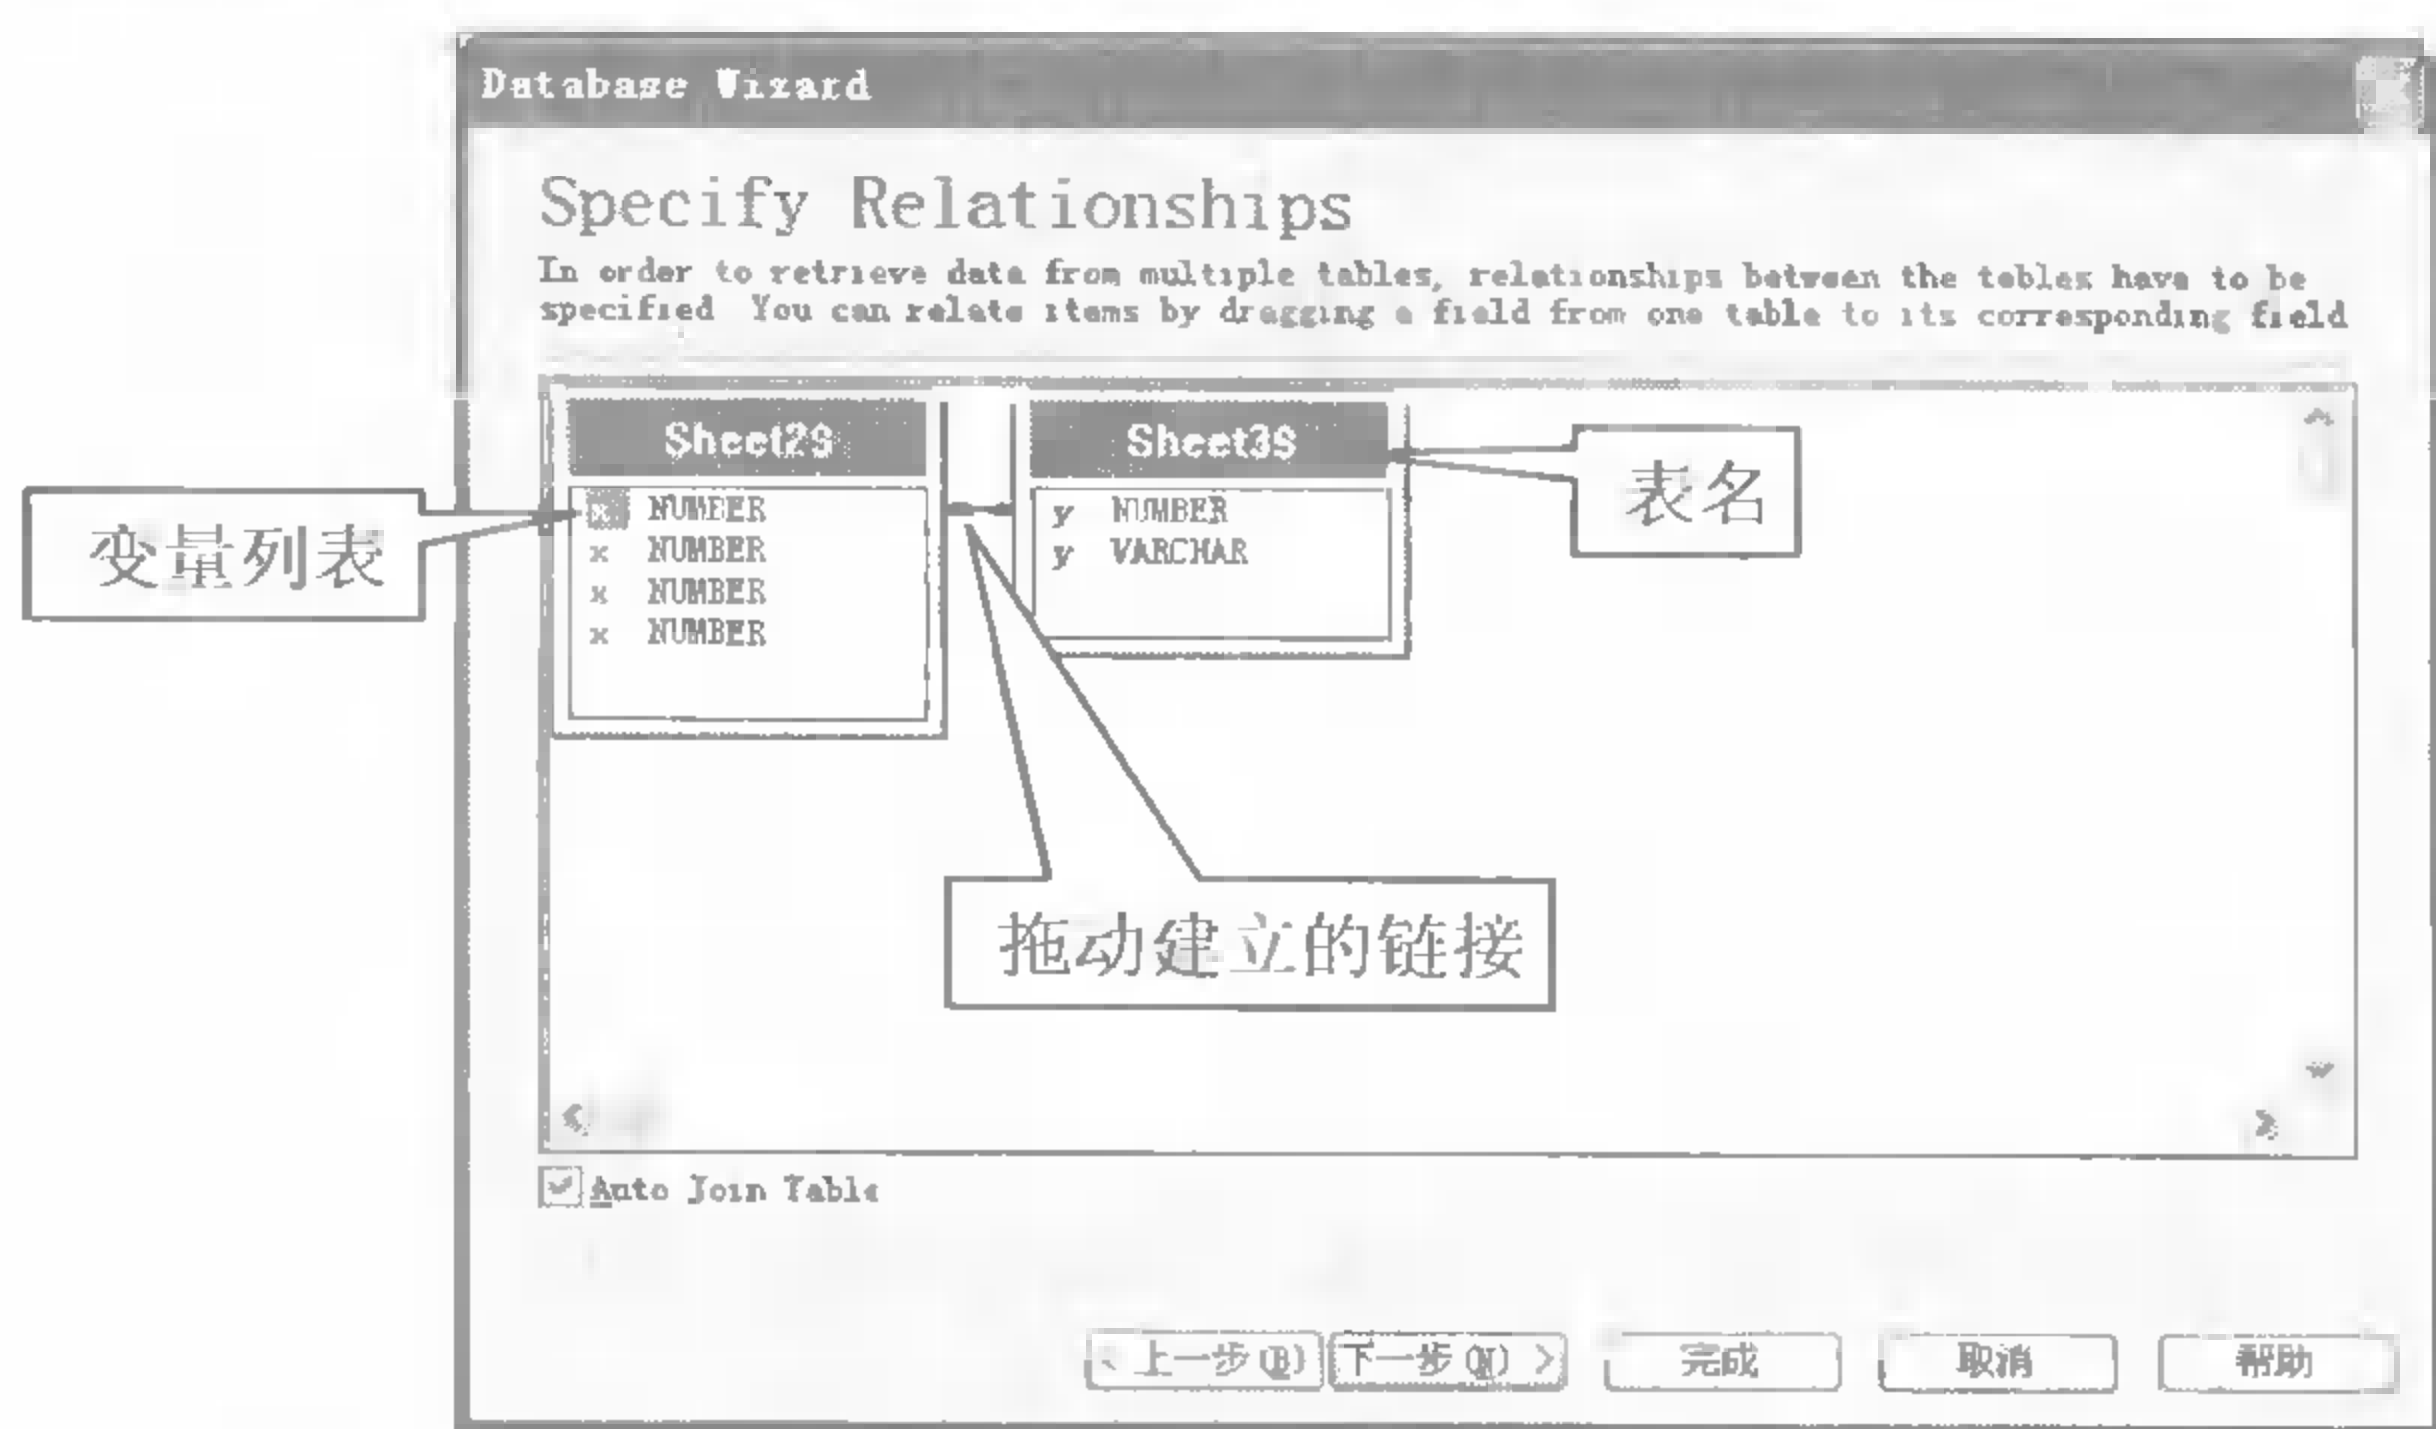 Database Wizard
Specify Relationships
In order to retrieve data from multiple tables, relationships between the tables have to be
specified You can relate items by dragging a field from one table to its corresponding field
Sheet2$
Sheet3$
表名
变量列表
x NUMBER
x NUMBER
x NUMBER
x NUMBER
y NUMBER
y VARCHAR
拖动建立的链接
Auto Join Table
< 上一步(B)
下一步(N) >
完成
取消
帮助